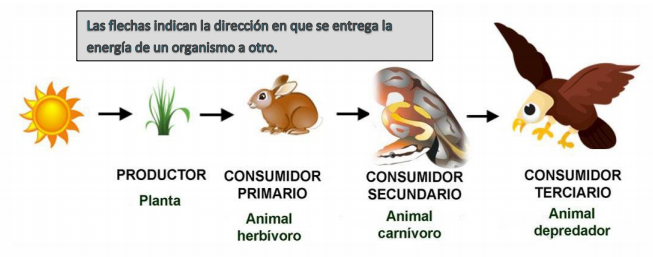 Las flechas indican la dirección en que se entrega la
energía de un organismo a otro.
PRODUCTOR
Planta
CONSUMIDOR
PRIMARIO
Animal
herbívoro
CONSUMIDOR
SECUNDARIO
Animal
carnívoro
CONSUMIDOR
TERCIARIO
Animal
depredador